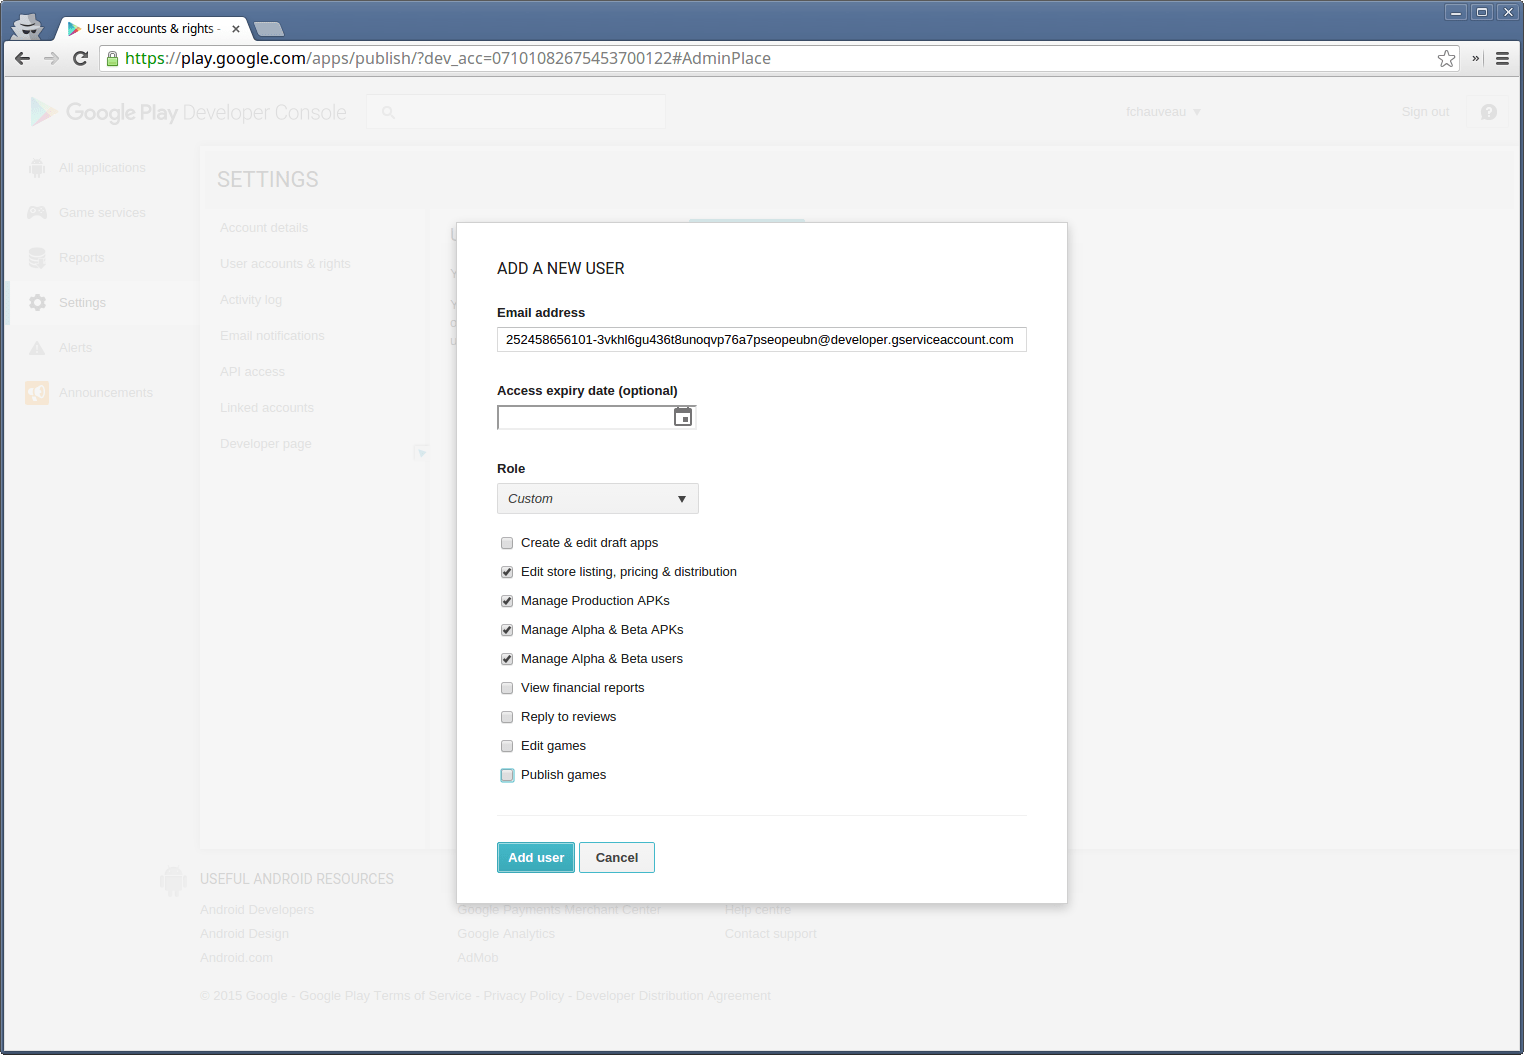 User accounts & rights -
https://play.google.com/apps/publish/?dev_acc=07101082675453700122#AdminPlace
»
Google Play Developer Console
fchauveau
Sign out
All applications
Game services
Reports
Settings
Alerts
Announcements
SETTINGS
Account details
User accounts & rights
Activity log
Email notifications
API access
Linked accounts
Developer page
ADD A NEW USER
Email address
252458656101-3vkhl6gu436t8unoqvp76a7pseopeubn@developer.gserviceaccount.com
Access expiry date (optional)
Role
Custom
Create & edit draft apps
Edit store listing, pricing & distribution
Manage Production APKs
Manage Alpha & Beta APKs
Manage Alpha & Beta users
View financial reports
Reply to reviews
Edit games
Publish games
Add user
Cancel
USEFUL ANDROID RESOURCES
Android Developers
Google Payments Merchant Center
Help centre
Android Design
Google Analytics
Contact support
Android.com
AdMob
© 2015 Google - Google Play Terms of Service - Privacy Policy - Developer Distribution Agreement